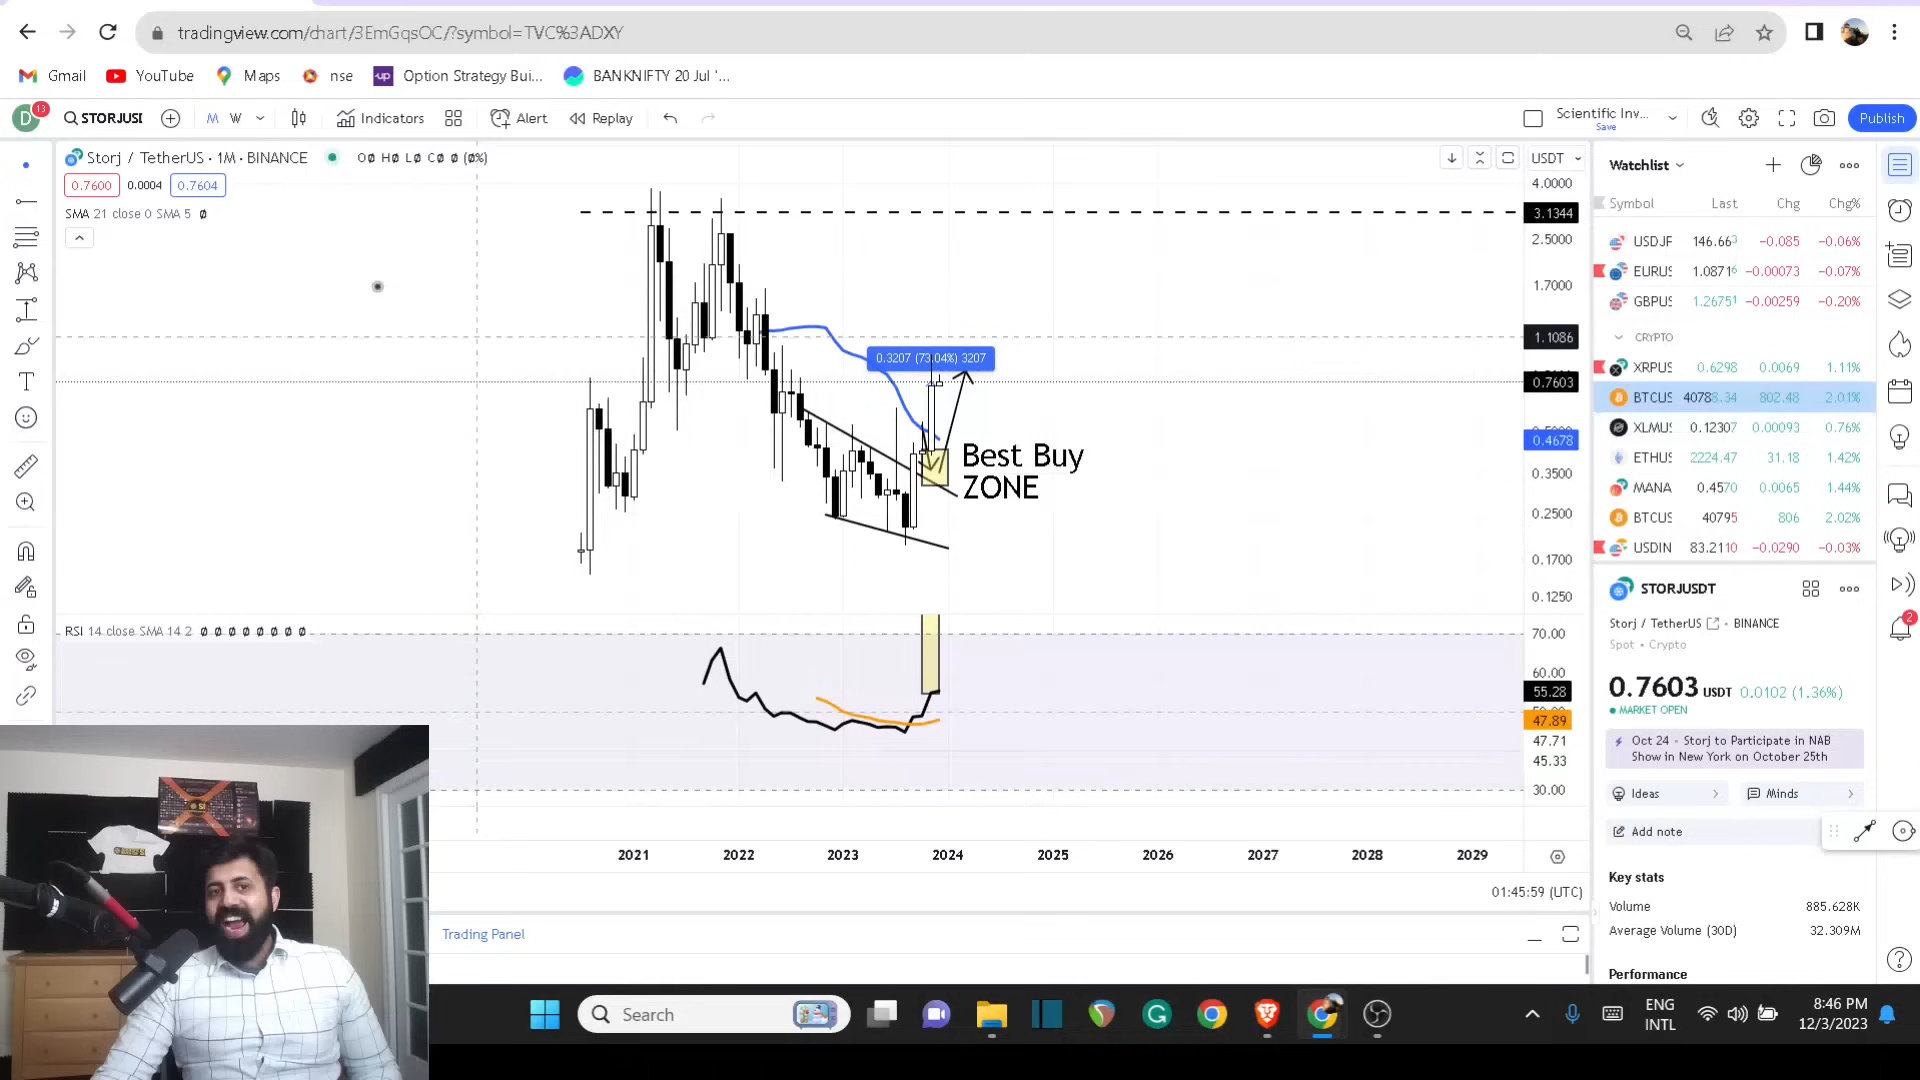 tradingview.com/chart/3EmGqsOC/?symbol=TVC%3ADXY
Gmail YouTube Maps nse up Option Strategy Bui... BANKNIFTY 20 Jul '...
D 13 STORJUSI M W Indicators Alert Replay Scientific Inv... Save Publish
Storj / TetherUS · 1M · BINANCE O∅ H∅ L∅ C∅ ∅ (∅%)
0.7600 0.0004 0.7604
SMA 21 close 0 SMA 5 ∅
USDT
4.0000
3.1344
2.5000
1.7000
1.1086
0.3207 (73.04%) 3207
0.7603
0.4678
Best Buy
ZONE
0.3500
0.2500
0.1700
0.1250
RSI 14 close SMA 14 2 ∅ ∅ ∅ ∅ ∅ ∅ ∅ ∅
70.00
60.00
55.28
47.89
47.71
45.33
30.00
2021 2022 2023 2024 2025 2026 2027 2028 2029
01:45:59 (UTC)
Trading Panel
Watchlist
Symbol Last Chg Chg%
USDJF 146.663 −0.085 −0.06%
EURUS 1.08716 −0.00073 −0.07%
GBPUS 1.26751 −0.00259 −0.20%
CRYPTO
XRPUS 0.6298 0.0069 1.11%
BTCUS 40788.34 802.48 2.01%
XLMUS 0.12307 0.00093 0.76%
ETHUS 2224.47 31.18 1.42%
MANA 0.4570 0.0065 1.44%
BTCUS 40795 806 2.02%
USDIN 83.2110 −0.0290 −0.03%
STORJUSDT
Storj / TetherUS • BINANCE
Spot • Crypto
0.7603 USDT 0.0102 (1.36%)
MARKET OPEN
Oct 24 · Storj to Participate in NAB
Show in New York on October 25th
Ideas Minds
Add note
Key stats
Volume 885.628K
Average Volume (30D) 32.309M
Performance
2
Search
ENG
INTL
8:46 PM
12/3/2023